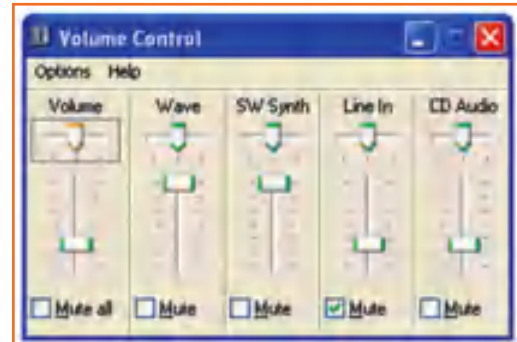 Volume Control
Options Help
Volume Wave SW Synth Line In CD Audio
Mute all Mute Mute Mute Mute